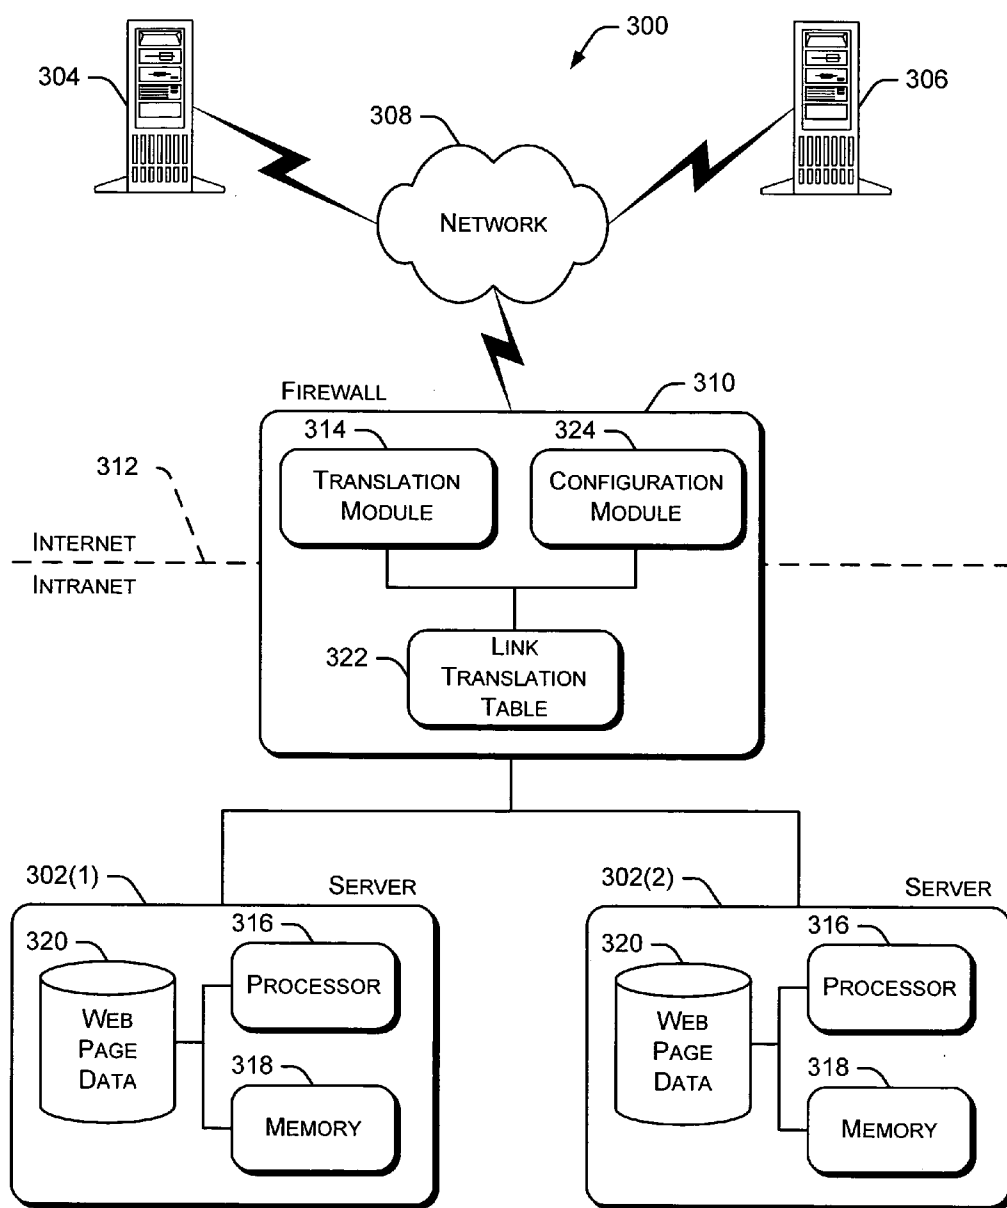 300
304
306
308
NETWORK
FIREWALL
310
314
324
TRANSLATION
MODULE
CONFIGURATION
MODULE
312
INTERNET
INTRANET
322
LINK
TRANSLATION
TABLE
302(1)
SERVER
320
316
WEB
PAGE
DATA
PROCESSOR
318
MEMORY
302(2)
SERVER
320
316
WEB
PAGE
DATA
PROCESSOR
318
MEMORY